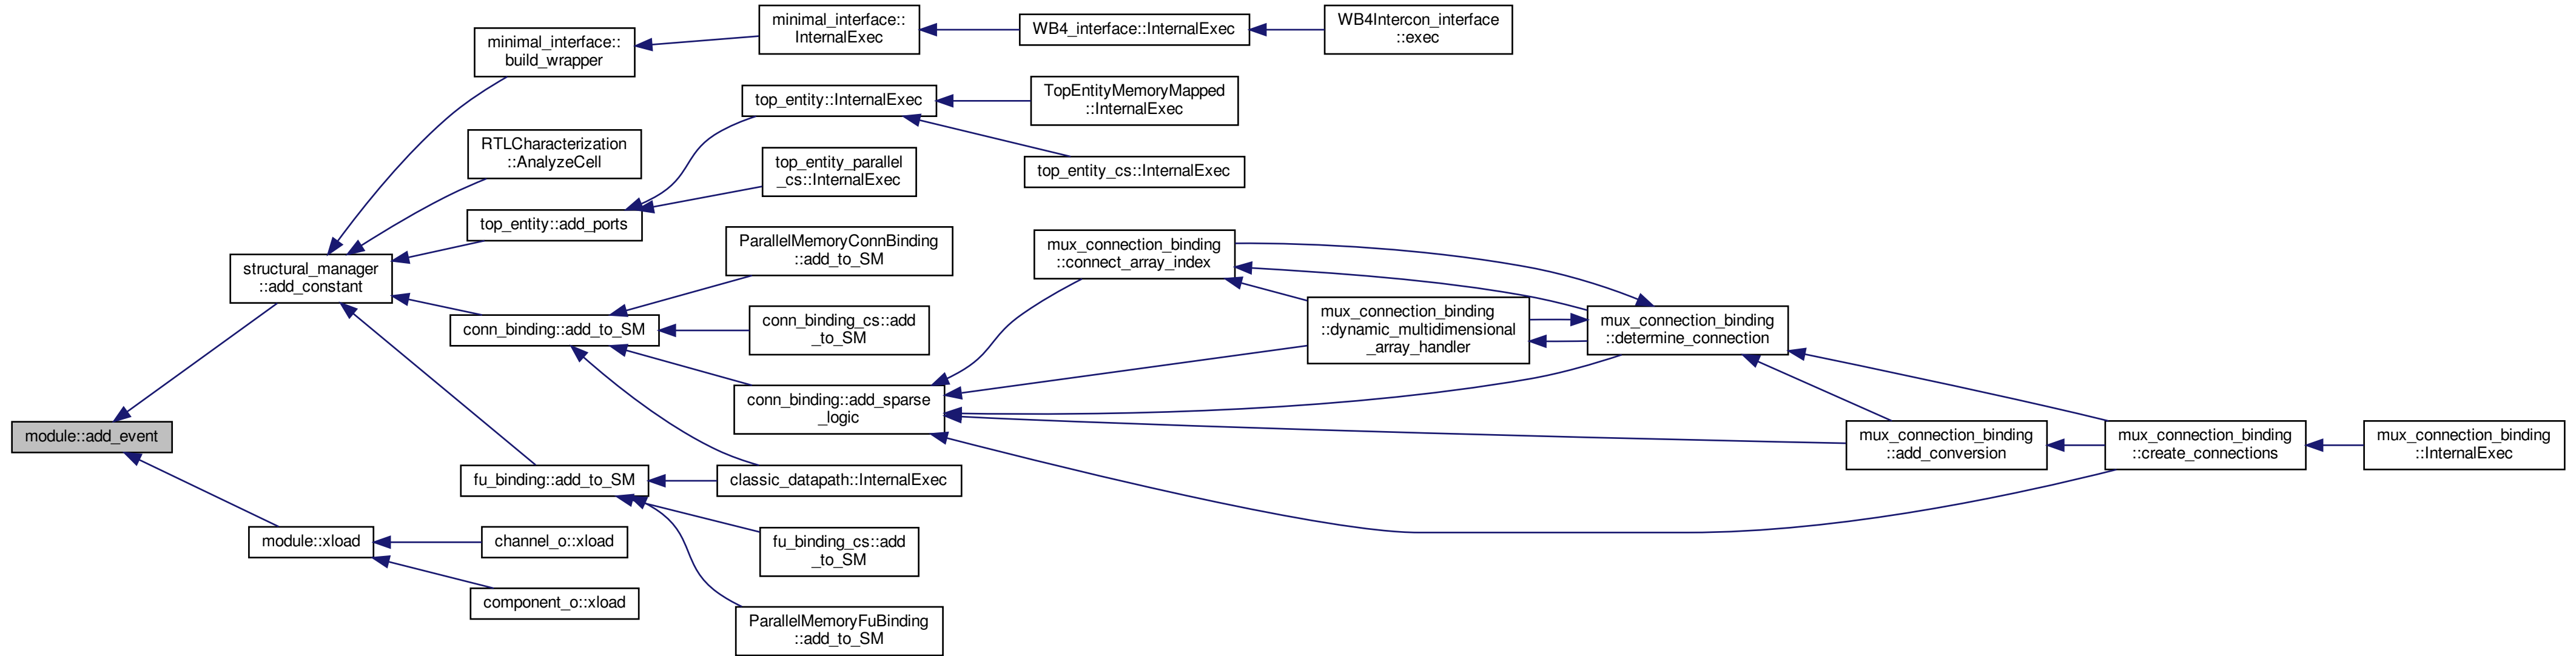 minimal_interface::
build_wrapper
minimal_interface::
InternalExec
WB4_interface::InternalExec
WB4Intercon_interface
::exec
top_entity::InternalExec
TopEntityMemoryMapped
::InternalExec
RTLCharacterization
::AnalyzeCell
top_entity_parallel
_cs::InternalExec
top_entity_cs::InternalExec
top_entity::add_ports
ParallelMemoryConnBinding
::add_to_SM
mux_connection_binding
::connect_array_index
structural_manager
::add_constant
conn_binding::add_to_SM
conn_binding_cs::add
_to_SM
mux_connection_binding
::dynamic_multidimensional
_array_handler
mux_connection_binding
::determine_connection
conn_binding::add_sparse
_logic
module::add_event
mux_connection_binding
::add_conversion
mux_connection_binding
::create_connections
mux_connection_binding
::InternalExec
fu_binding::add_to_SM
classic_datapath::InternalExec
module::xload
channel_o::xload
fu_binding_cs::add
_to_SM
component_o::xload
ParallelMemoryFuBinding
::add_to_SM